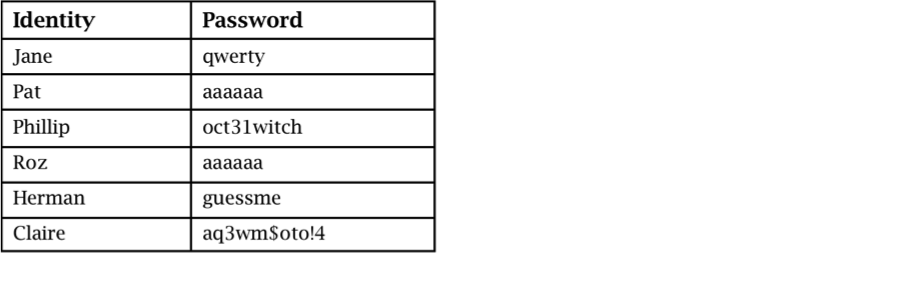 Identity Password
Jane qwerty
Pat aaaaaa
Phillip oct31witch
Roz aaaaaa
Herman guessme
Claire aq3wm$oto!4